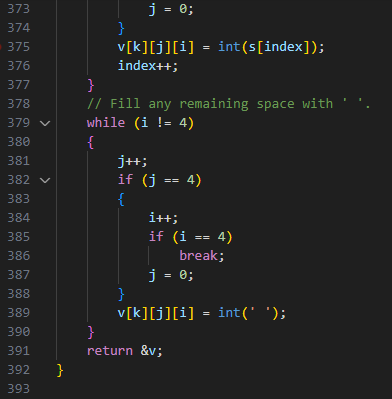 373 j = 0;
374 }
375 v[k][j][i] = int(s[index]);
376 index++;
377 }
378 // Fill any remaining space with ' '.
379 while (i != 4)
380 {
381 j++;
382 if (j == 4)
383 {
384 i++;
385 if (i == 4)
386 break;
387 j = 0;
388 }
389 v[k][j][i] = int(' ');
390 }
391 return &v;
392 }
393